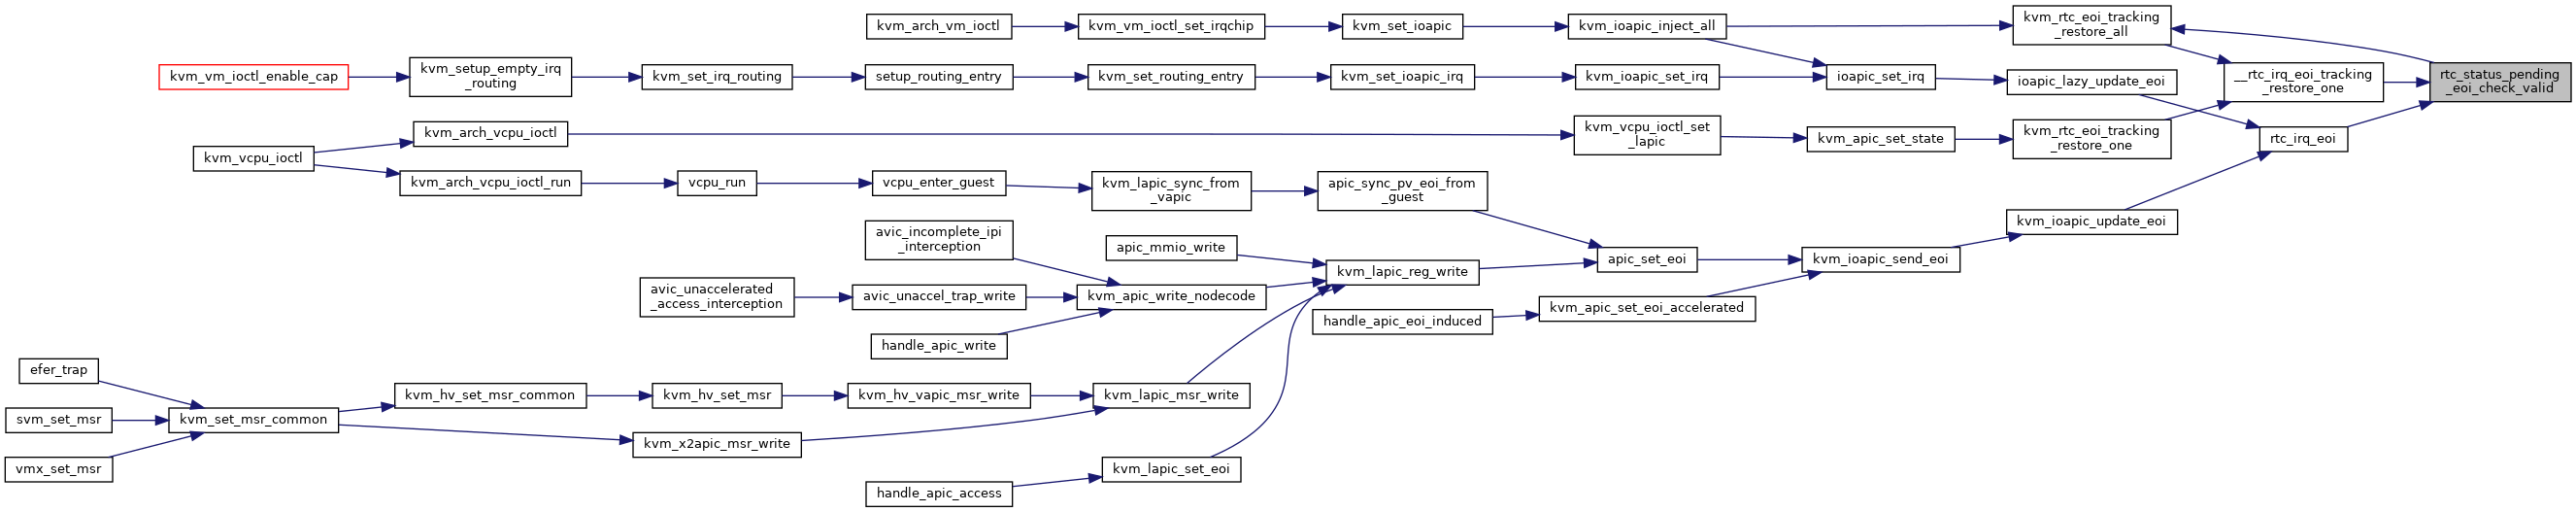 kvm_arch_vm_ioctl
kvm_vm_ioctl_set_irqchip
kvm_set_ioapic
kvm_ioapic_inject_all
kvm_rtc_eoi_tracking
_restore_all
kvm_vm_ioctl_enable_cap
kvm_setup_empty_irq
_routing
kvm_set_irq_routing
setup_routing_entry
kvm_set_routing_entry
kvm_set_ioapic_irq
kvm_ioapic_set_irq
ioapic_set_irq
ioapic_lazy_update_eoi
__rtc_irq_eoi_tracking
_restore_one
rtc_status_pending
_eoi_check_valid
kvm_vcpu_ioctl
kvm_arch_vcpu_ioctl
kvm_vcpu_ioctl_set
_lapic
kvm_apic_set_state
kvm_rtc_eoi_tracking
_restore_one
rtc_irq_eoi
kvm_arch_vcpu_ioctl_run
vcpu_run
vcpu_enter_guest
kvm_lapic_sync_from
_vapic
apic_sync_pv_eoi_from
_guest
kvm_ioapic_update_eoi
avic_incomplete_ipi
_interception
apic_mmio_write
kvm_lapic_reg_write
apic_set_eoi
kvm_ioapic_send_eoi
avic_unaccelerated
_access_interception
avic_unaccel_trap_write
kvm_apic_write_nodecode
kvm_apic_set_eoi_accelerated
handle_apic_eoi_induced
handle_apic_write
efer_trap
svm_set_msr
vmx_set_msr
kvm_set_msr_common
kvm_hv_set_msr_common
kvm_hv_set_msr
kvm_hv_vapic_msr_write
kvm_lapic_msr_write
kvm_x2apic_msr_write
kvm_lapic_set_eoi
handle_apic_access